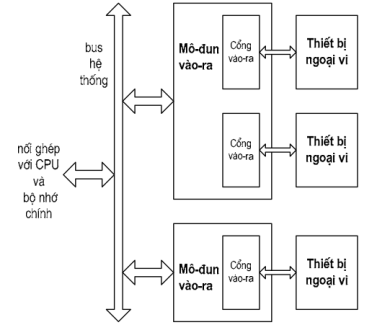 bus
hệ
thống
nối ghép
với CPU
và
bộ nhớ
chính
Mô-đun
vào-ra
Cổng
vào-ra
Thiết bị
ngoại vi
Cổng
vào-ra
Thiết bị
ngoại vi
Mô-đun
vào-ra
Cổng
vào-ra
Thiết bị
ngoại vi